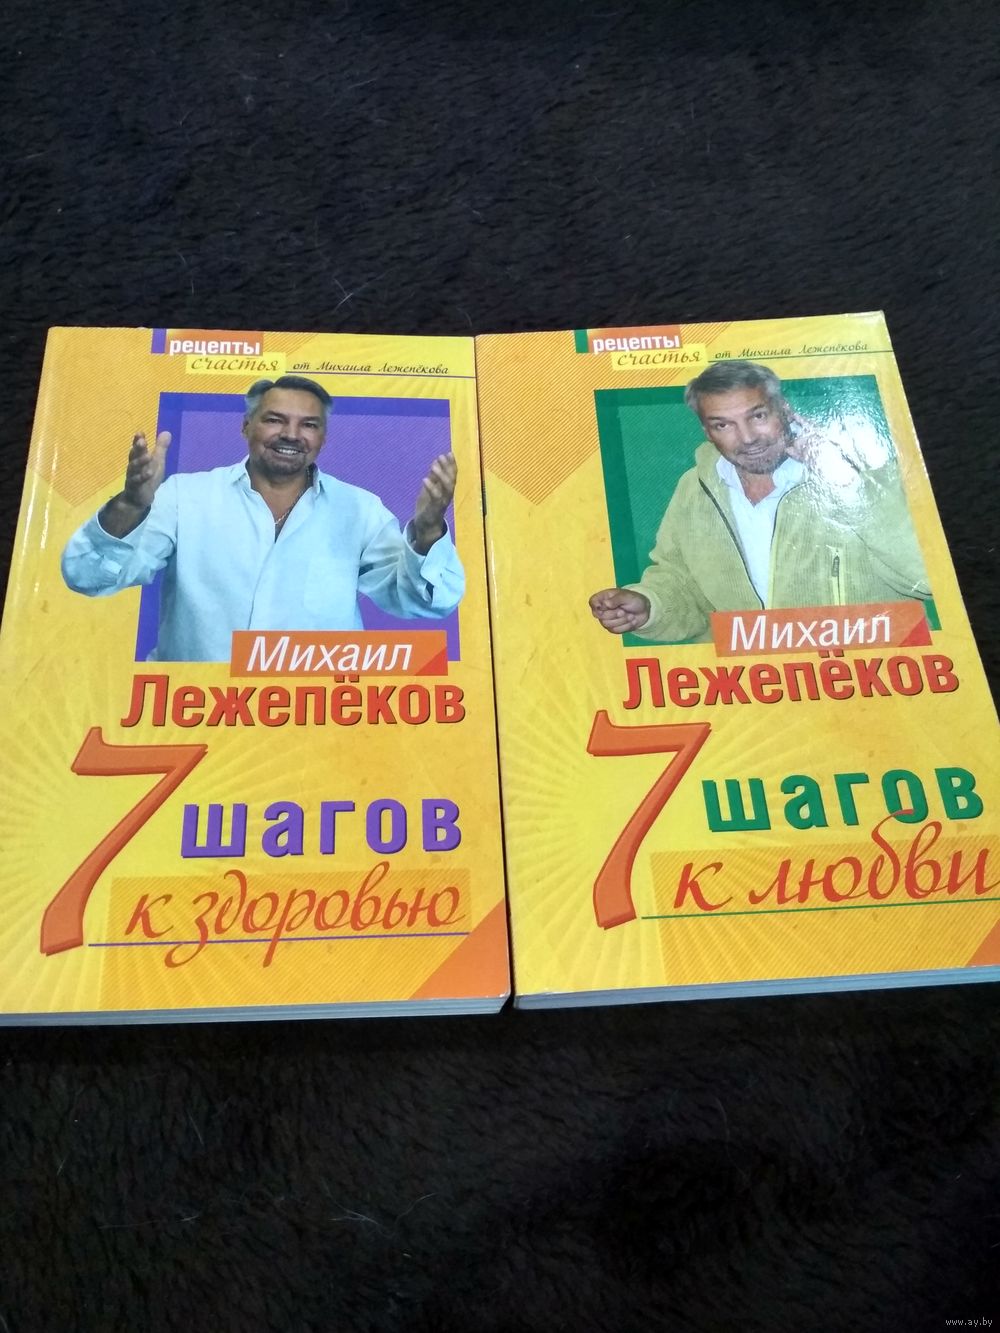 рецепты
счастья от Михаила Лежепёкова
Михаил
Лежепёков
7 шагов
к здоровью
рецепты
счастья от Михаила Лежепёкова
Михаил
Лежепёков
7 шагов
к любви
www.ay.by